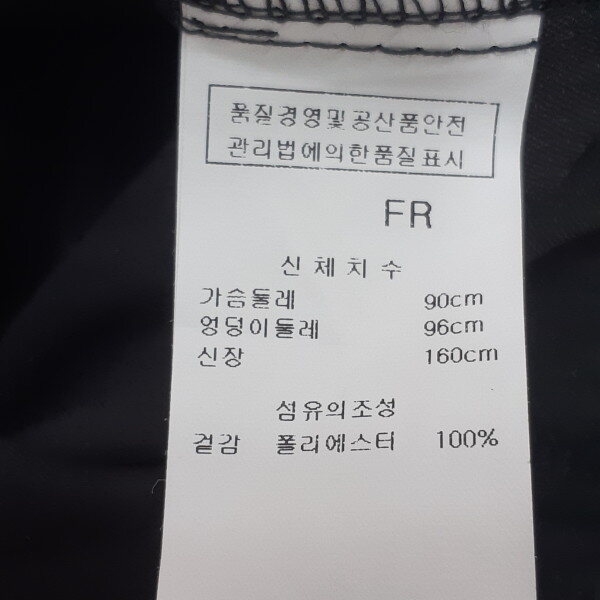 품질경영및공산품안전
관리법에의한품질표시
FR
신체치수
가슴둘레 90cm
엉덩이둘레 96cm
신장 160cm
섬유의조성
겉감 폴리에스터 100%